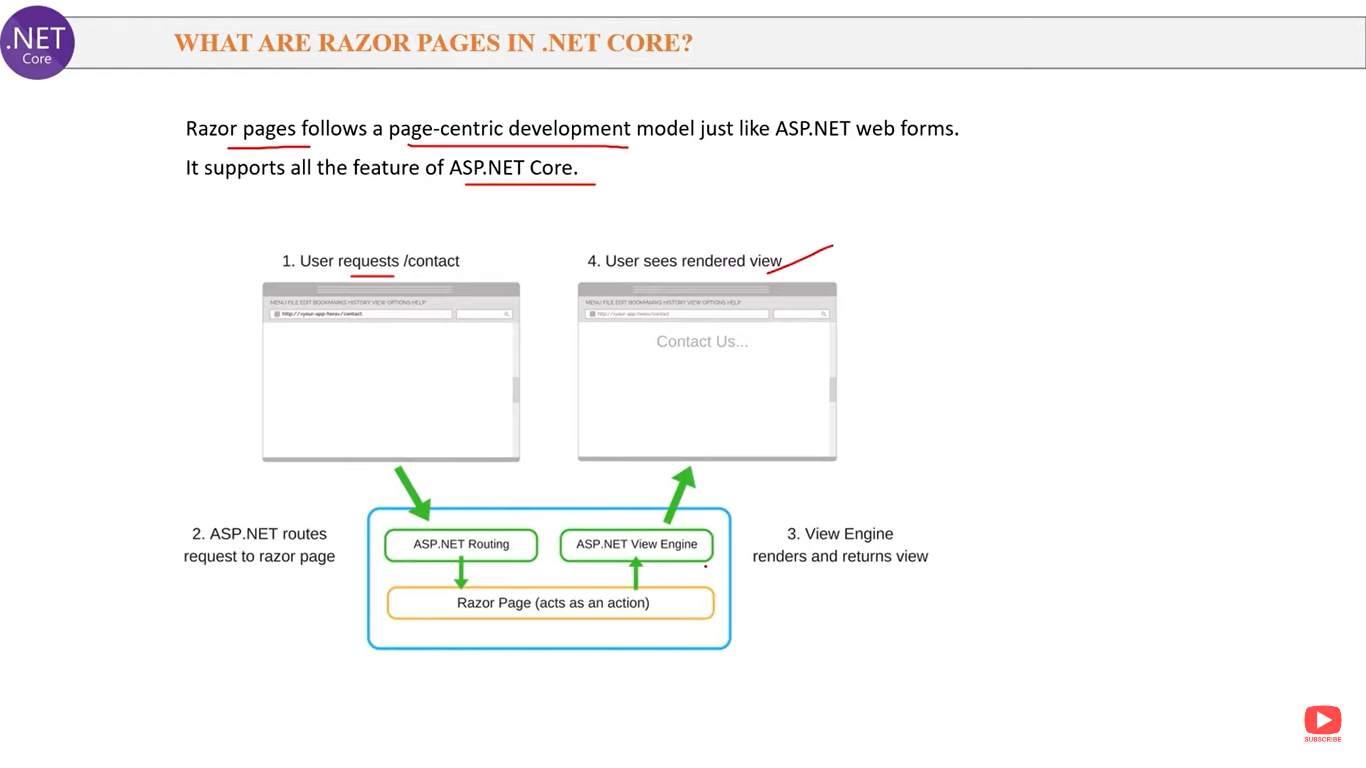 .NET
Core
WHAT ARE RAZOR PAGES IN .NET CORE?
Razor pages follows a page-centric development model just like ASP.NET web forms.
It supports all the feature of ASP.NET Core.
1. User requests /contact
4. User sees rendered view
MENU FILE EDIT BOOKMARKS HISTORY VIEW OPTIONS HELP
http://<your-app-here>/contact
MENU FILE EDIT BOOKMARKS HISTORY VIEW OPTIONS HELP
http://<your-app-here>/contact
Contact Us...
2. ASP.NET routes
request to razor page
ASP.NET Routing
ASP.NET View Engine
Razor Page (acts as an action)
3. View Engine
renders and returns view
SUBSCRIBE